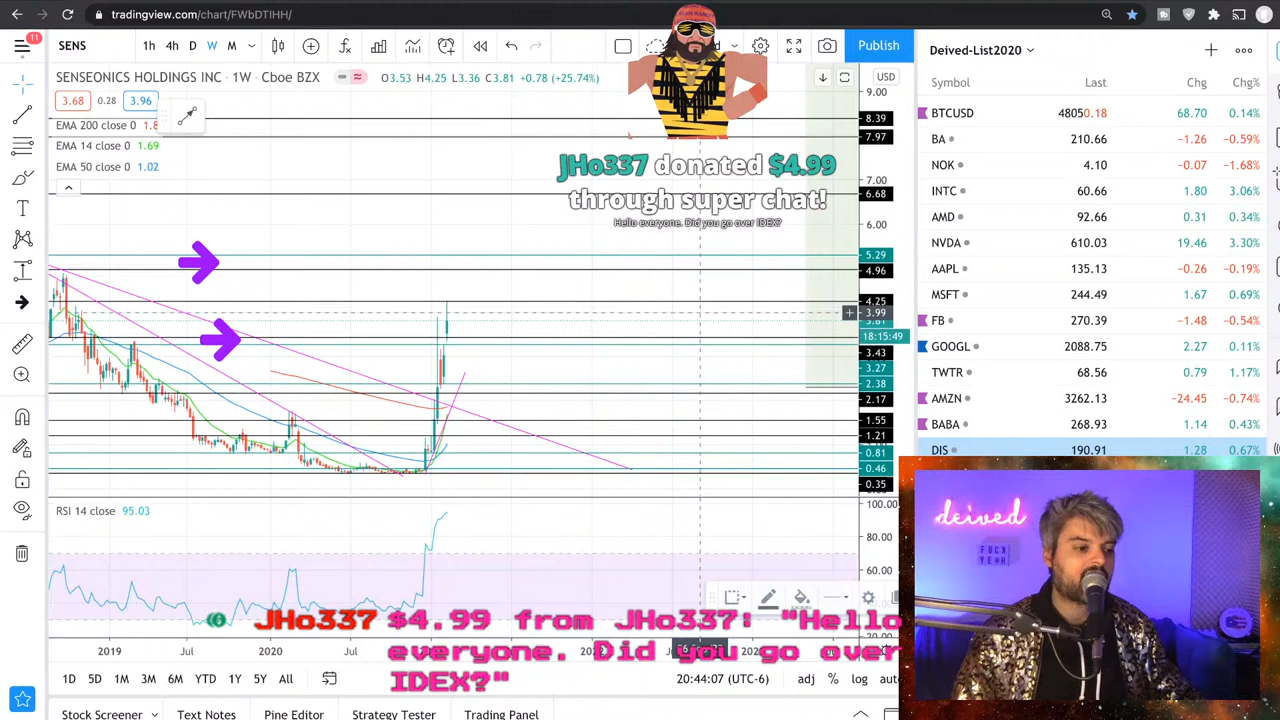 tradingview.com/chart/FWbDTIHH/
11
SENS
1h 4h D W M
Publish
SENSEONICS HOLDINGS INC · 1W · Cboe BZX
O3.53 H4.25 L3.36 C3.81 +0.78 (+25.74%)
USD
3.68 0.28 3.96
EMA 200 close 0
EMA 14 close 0
EMA 50 close 0 1.02
JHo337 donated $4.99
through super chat!
Hello everyone. Did you go over IDEX?
9.00
8.39
7.97
7.00
6.68
6.00
5.29
4.96
4.25
3.99
3.81
18:15:49
3.43
3.27
2.38
2.17
1.55
1.21
0.81
0.46
0.35
RSI 14 close 95.03
100.00
80.00
60.00
40.00
20.00
JHo337 $4.99 from JHo337: "Hello
everyone. Did you go over
IDEX?"
2019 Jul 2020 Jul 2022
1D 5D 1M 3M 6M YTD 1Y 5Y All
20:44:07 (UTC-6)
adj % log
Stock Screener Text Notes Pine Editor Strategy Tester Trading Panel
Deived-List2020
Symbol Last Chg Chg%
BTCUSD 48050.18 68.70 0.14%
BA 210.66 −1.26 −0.59%
NOK 4.10 −0.07 −1.68%
INTC 60.66 1.80 3.06%
AMD 92.66 0.31 0.34%
NVDA 610.03 19.46 3.30%
AAPL 135.13 −0.26 −0.19%
MSFT 244.49 1.67 0.69%
FB 270.39 −1.48 −0.54%
GOOGL 2088.75 2.27 0.11%
TWTR 68.56 0.79 1.17%
AMZN 3262.13 −24.45 −0.74%
BABA 268.93 1.14 0.43%
DIS 190.91 1.28 0.67%
deived
FUCK
YEAH